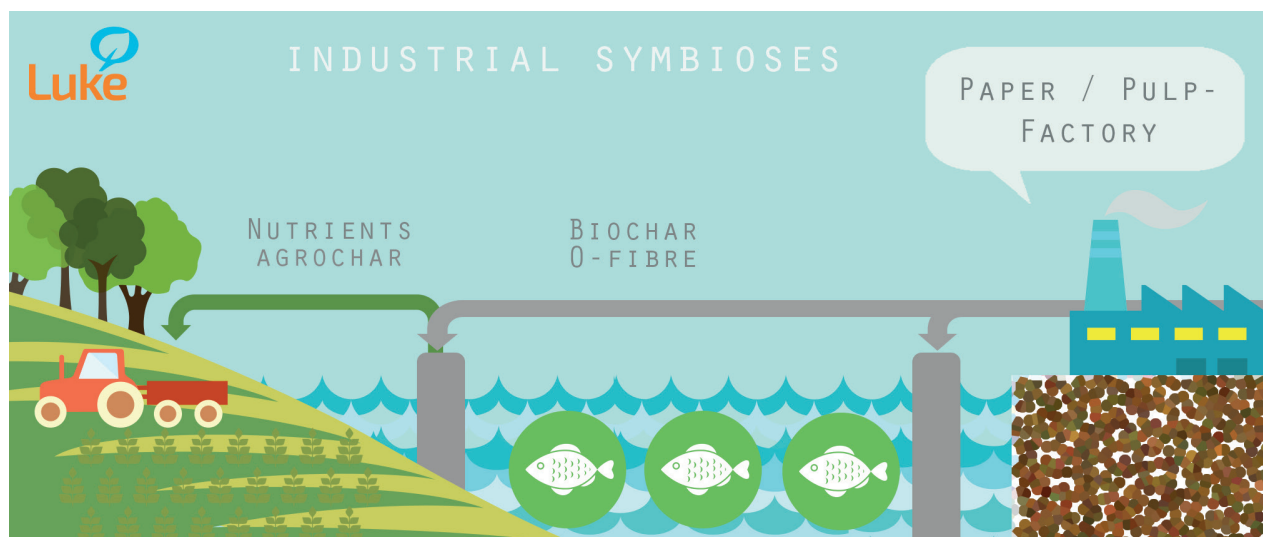 Luke
INDUSTRIAL SYMBIOSES
PAPER / PULP-
FACTORY
NUTRIENTS
AGROCHAR
BIOCHAR
O-FIBRE